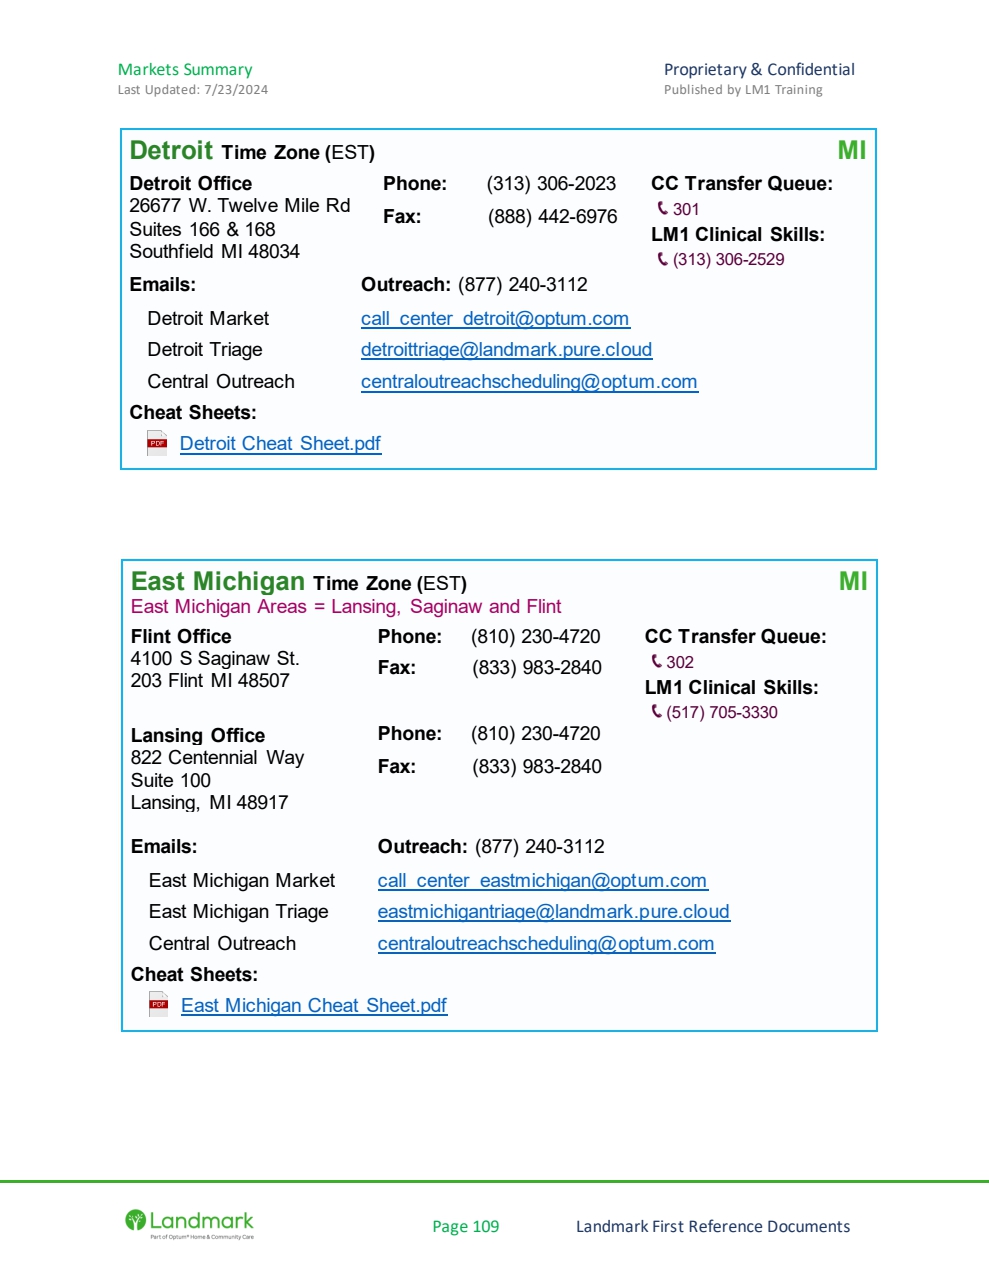 Markets Summary
Proprietary & Confidential
Last Updated: 7/23/2024
Published by LM1 Training
Detroit Time Zone (EST)
MI
Detroit Office
26677 W. Twelve Mile Rd
Suites 166 & 168
Southfield MI 48034
Phone: (313) 306-2023
Fax: (888) 442-6976
CC Transfer Queue:
301
LM1 Clinical Skills:
(313) 306-2529
Emails:
Outreach: (877) 240-3112
Detroit Market call_center_detroit@optum.com
Detroit Triage detroittriage@landmark.pure.cloud
Central Outreach centraloutreachscheduling@optum.com
Cheat Sheets:
PDF Detroit Cheat Sheet.pdf
East Michigan Time Zone (EST)
MI
East Michigan Areas = Lansing, Saginaw and Flint
Flint Office
4100 S Saginaw St.
203 Flint MI 48507
Phone: (810) 230-4720
Fax: (833) 983-2840
CC Transfer Queue:
302
LM1 Clinical Skills:
(517) 705-3330
Lansing Office
822 Centennial Way
Suite 100
Lansing, MI 48917
Phone: (810) 230-4720
Fax: (833) 983-2840
Emails:
Outreach: (877) 240-3112
East Michigan Market call_center_eastmichigan@optum.com
East Michigan Triage eastmichigantriage@landmark.pure.cloud
Central Outreach centraloutreachscheduling@optum.com
Cheat Sheets:
PDF East Michigan Cheat Sheet.pdf
Landmark
Part of Optum® Home & Community Care
Page 109
Landmark First Reference Documents